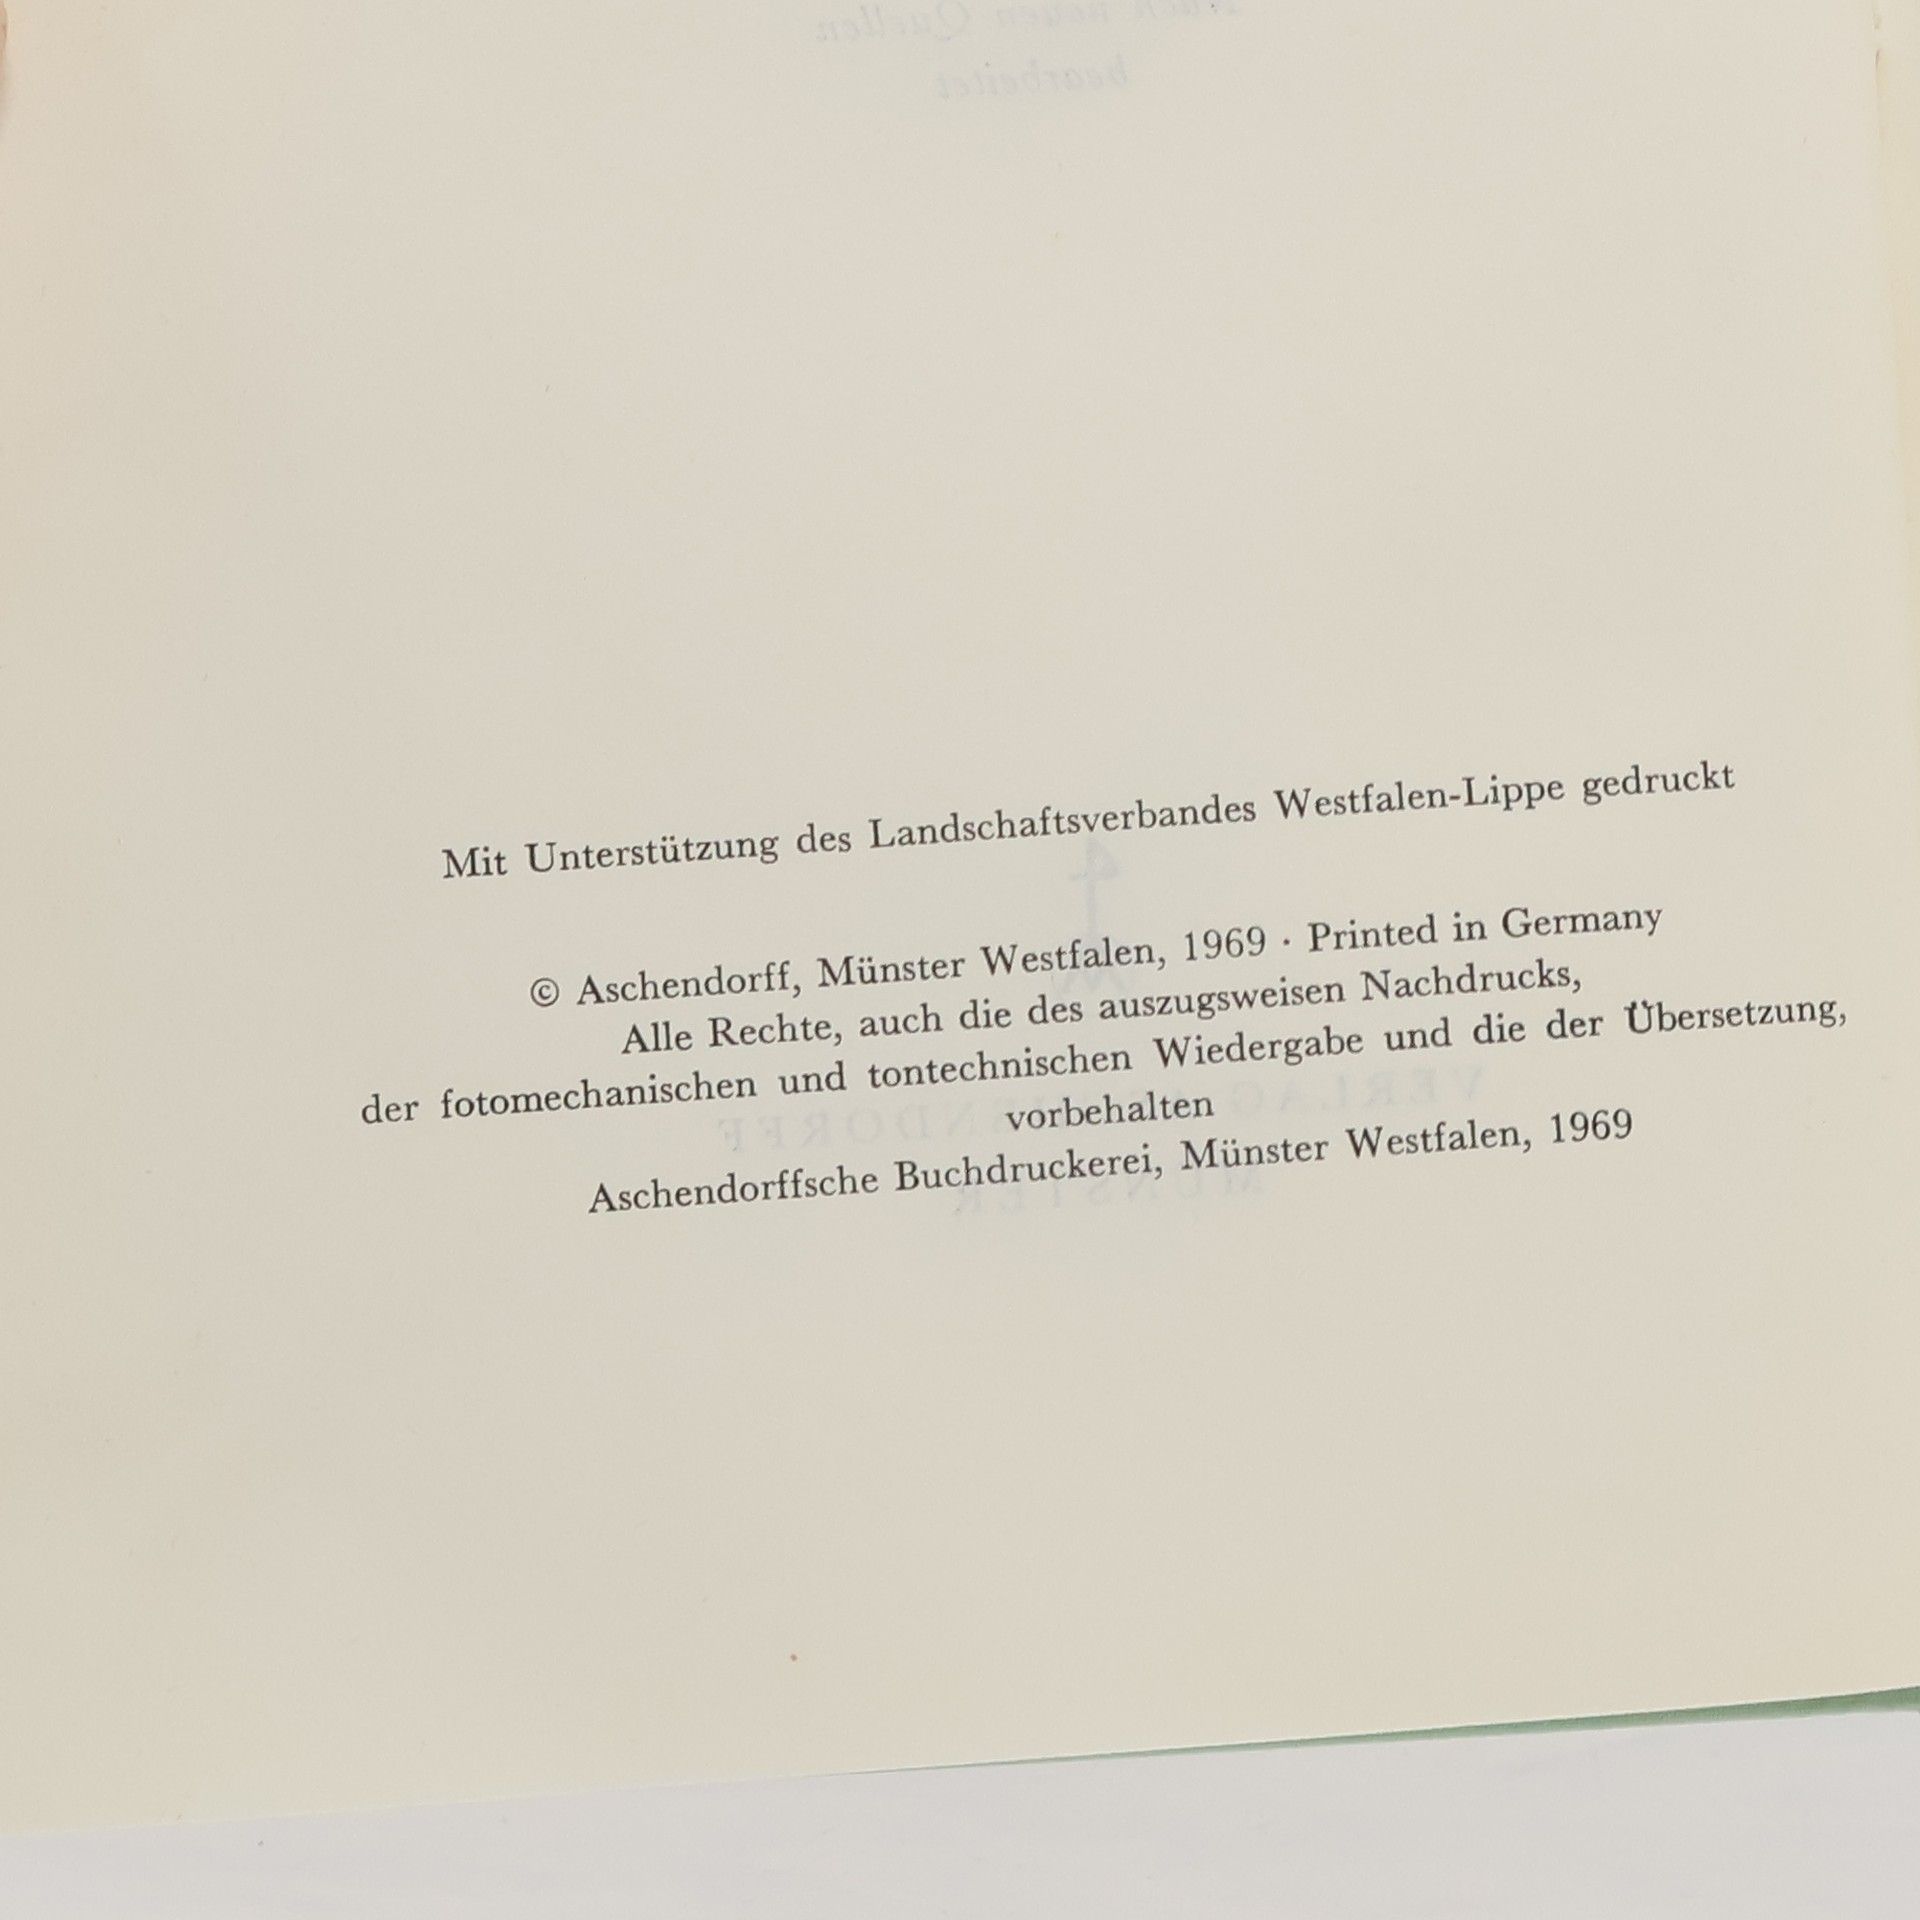 Mit Unterstützung des Landschaftsverbandes Westfalen-Lippe gedruckt
© Aschendorff, Münster Westfalen, 1969 · Printed in Germany
Alle Rechte, auch die des auszugsweisen Nachdrucks,
der fotomechanischen und tontechnischen Wiedergabe und die der Übersetzung,
vorbehalten
Aschendorffsche Buchdruckerei, Münster Westfalen, 1969